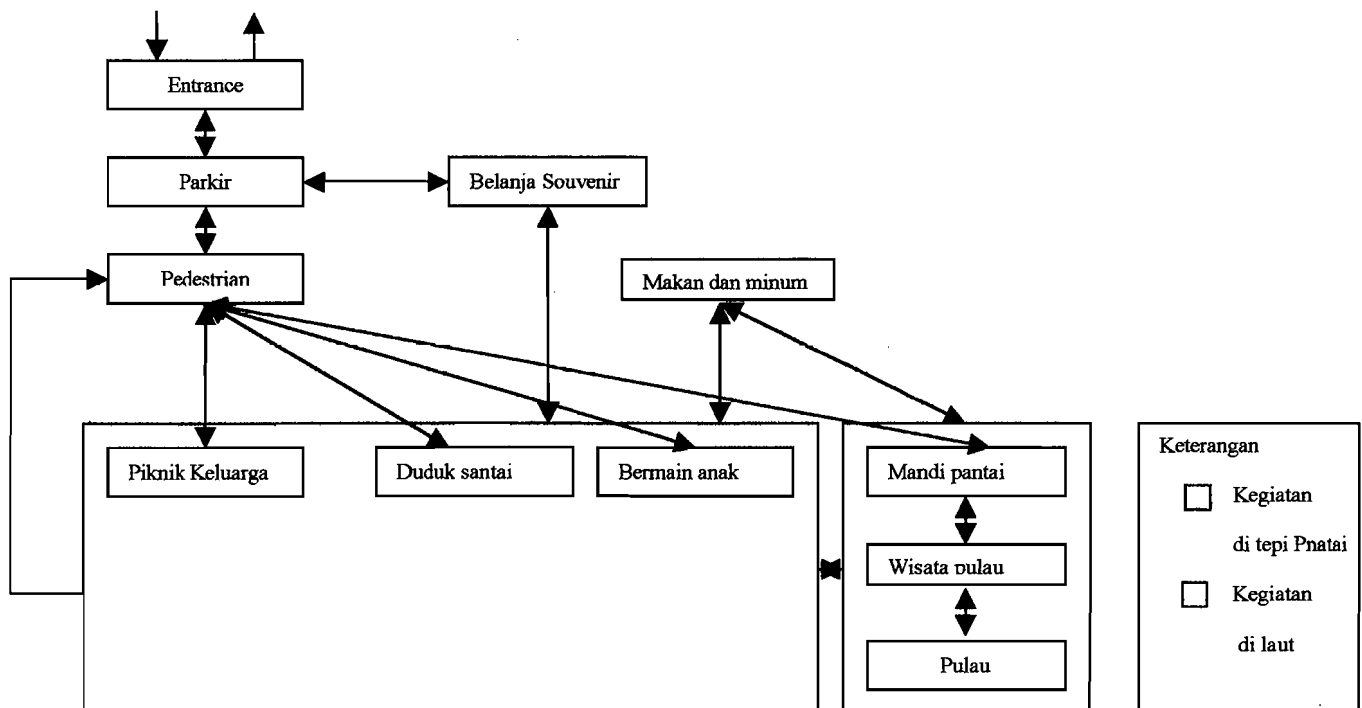 Entrance
Parkir
Belanja Souvenir
Pedestrian
Makan dan minum
Piknik Keluarga
Duduk santai
Bermain anak
Mandi pantai
Wisata pulau
Pulau
Keterangan
Kegiatan
di tepi Pnatai
Kegiatan
di laut